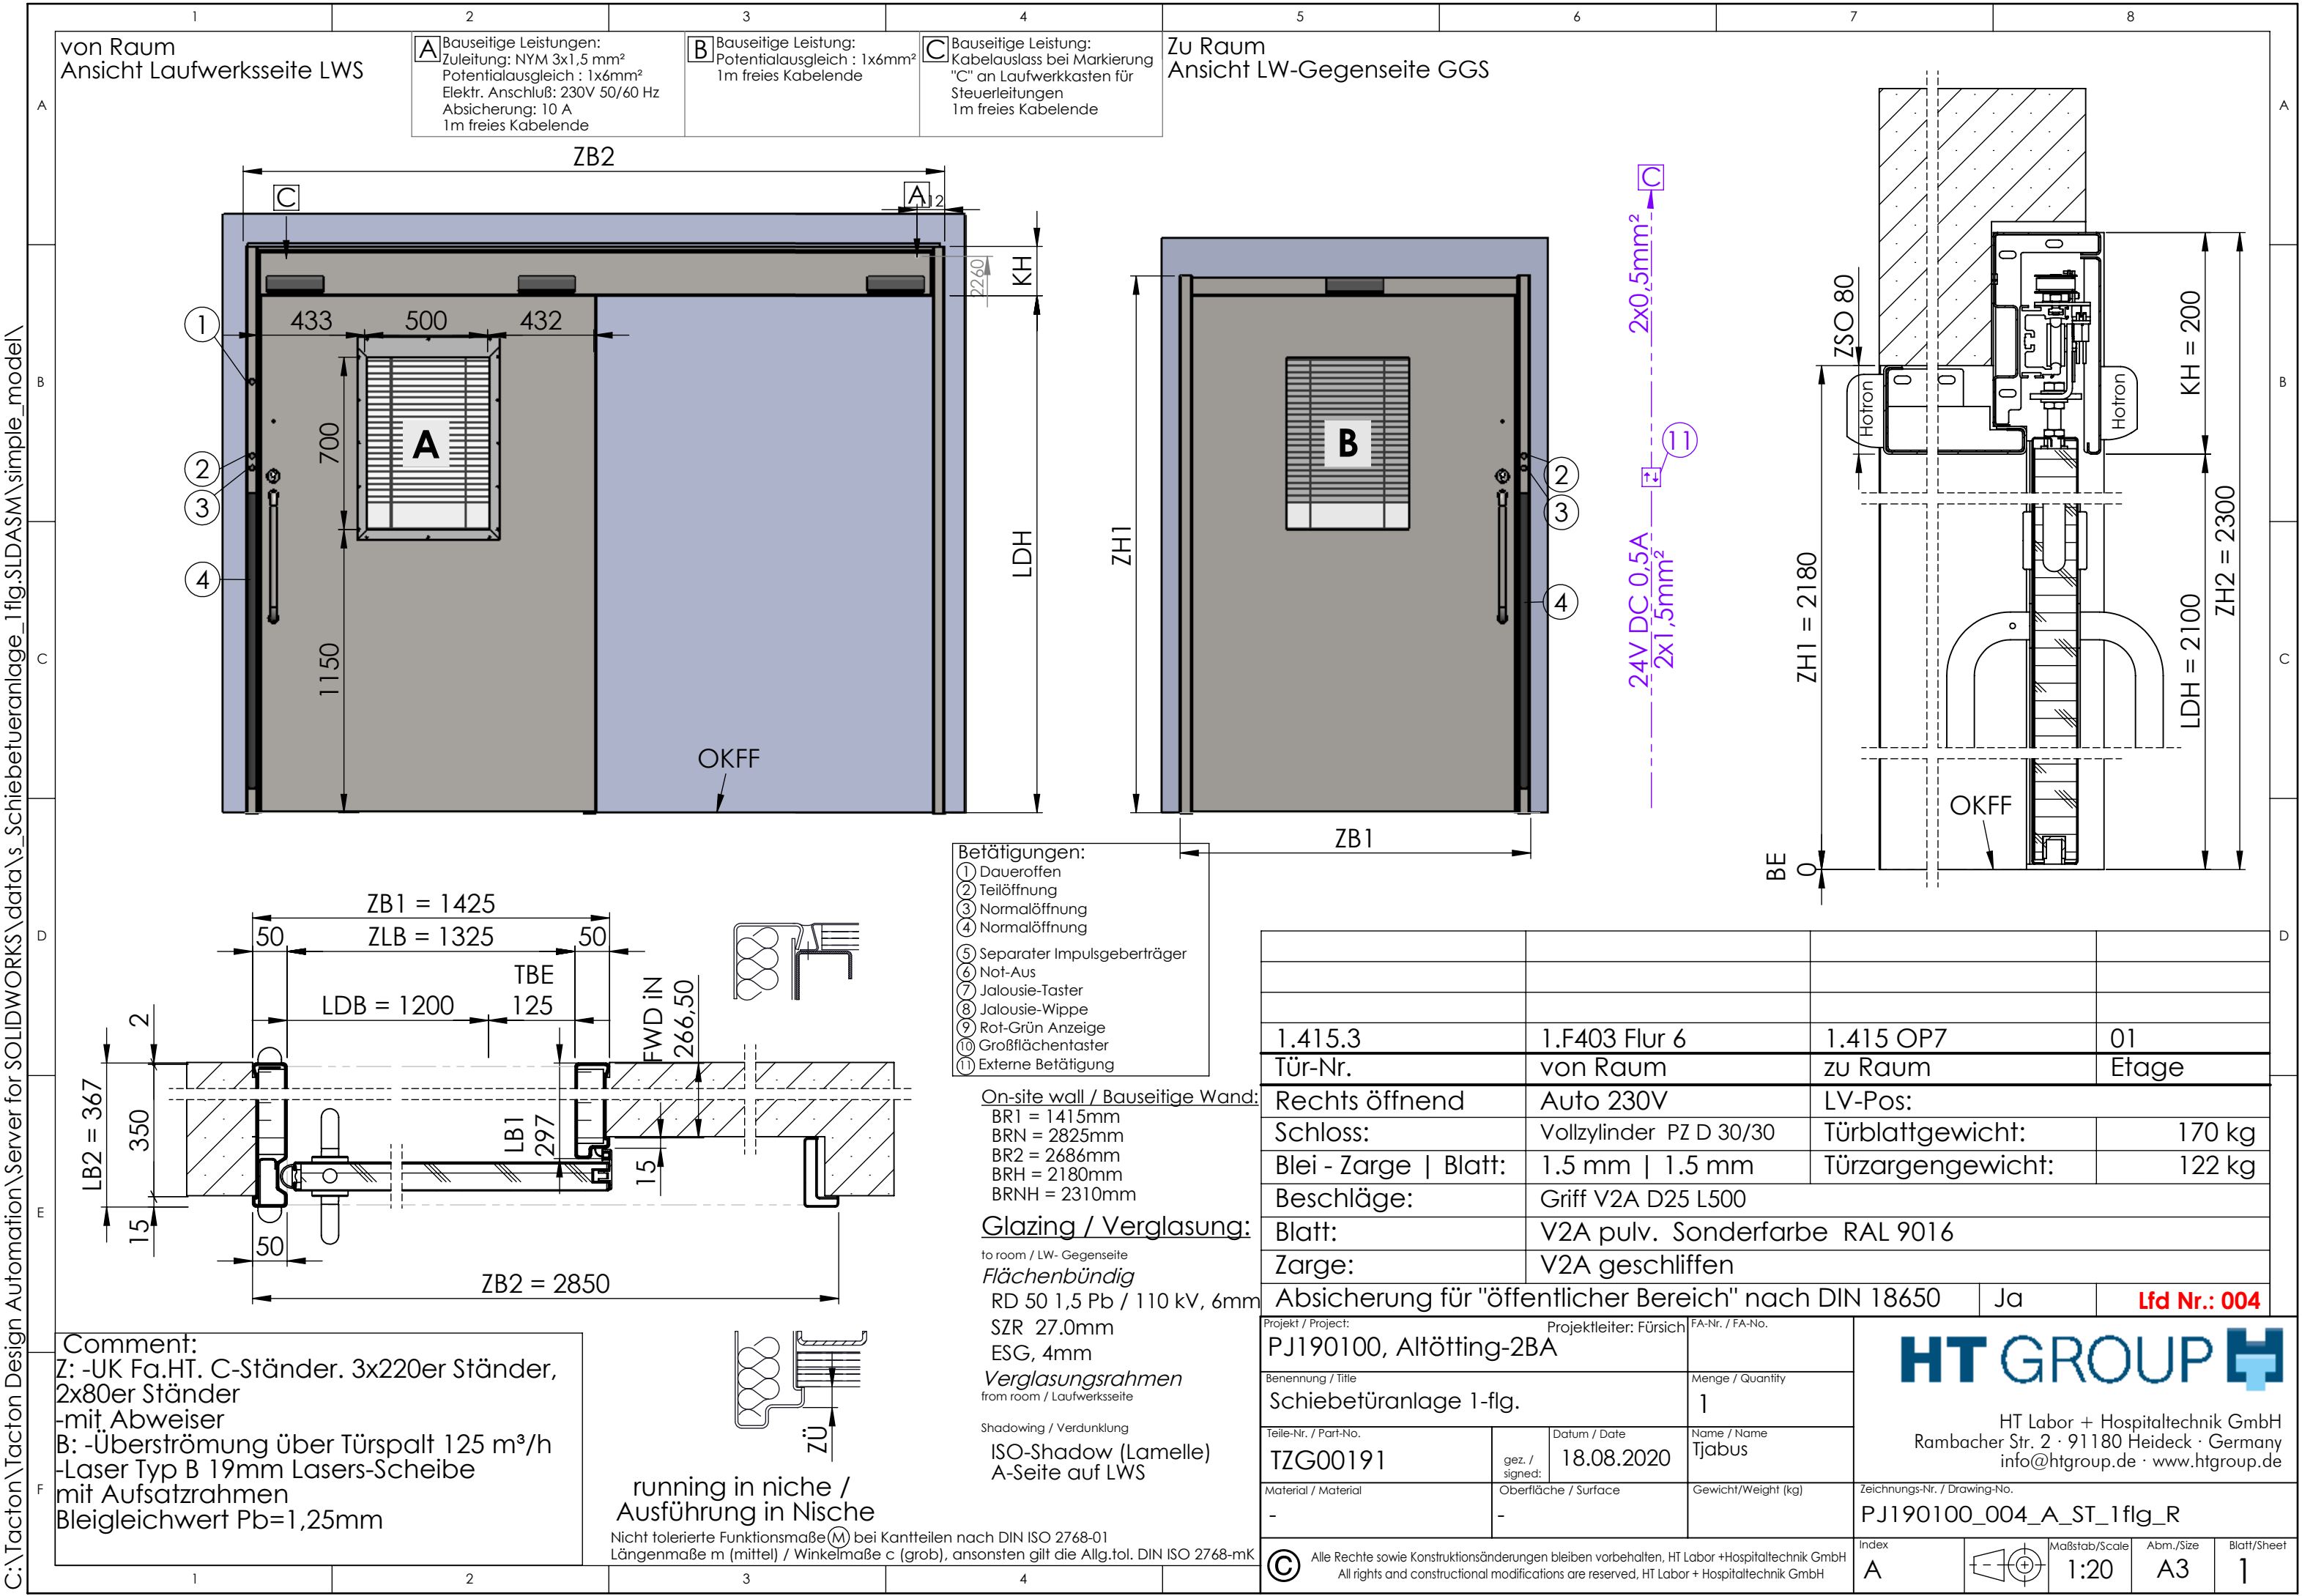 1 2 3 4 5 6 7 8
von Raum
Ansicht Laufwerksseite LWS
A Bauseitige Leistungen:
Zuleitung: NYM 3x1,5 mm²
Potentialausgleich : 1x6mm²
Elektr. Anschluß: 230V 50/60 Hz
Absicherung: 10 A
1m freies Kabelende
B Bauseitige Leistung:
Potentialausgleich : 1x6mm²
1m freies Kabelende
C Bauseitige Leistung:
Kabelauslass bei Markierung
"C" an Laufwerkkasten für
Steuerleitungen
1m freies Kabelende
Zu Raum
Ansicht LW-Gegenseite GGS
A
A
B
B
C
C
D
D
E
F
ZB2
C
A
12
2260
KH
LDH
433 500 432
700
1150
A
1
2
3
4
OKFF
ZH1
B
2
3
4
ZB1
C
2x0,5mm²
11
24V DC 0,5A
2x1,5mm²
ZSO 80
Hotron
Hotron
KH = 200
ZH1 = 2180
LDH = 2100
ZH2 = 2300
OKFF
BE
0
ZB1 = 1425
50 ZLB = 1325 50
TBE
LDB = 1200 125
FWD iN
266,50
2
LB2 = 367
350
15
LB1
297
15
50
ZB2 = 2850
ZÜ
Betätigungen:
1 Daueroffen
2 Teilöffnung
3 Normalöffnung
4 Normalöffnung
5 Separater Impulsgeberträger
6 Not-Aus
7 Jalousie-Taster
8 Jalousie-Wippe
9 Rot-Grün Anzeige
10 Großflächentaster
11 Externe Betätigung
On-site wall / Bauseitige Wand:
BR1 = 1415mm
BRN = 2825mm
BR2 = 2686mm
BRH = 2180mm
BRNH = 2310mm
Glazing / Verglasung:
to room / LW- Gegenseite
Flächenbündig
RD 50 1,5 Pb / 110 kV, 6mm
SZR 27.0mm
ESG, 4mm
Verglasungsrahmen
from room / Laufwerksseite
Shadowing / Verdunklung
ISO-Shadow (Lamelle)
A-Seite auf LWS
Comment:
Z: -UK Fa.HT. C-Ständer. 3x220er Ständer,
2x80er Ständer
-mit Abweiser
B: -Überströmung über Türspalt 125 m³/h
-Laser Typ B 19mm Lasers-Scheibe
mit Aufsatzrahmen
Bleigleichwert Pb=1,25mm
running in niche /
Ausführung in Nische
Nicht tolerierte Funktionsmaße M bei Kantteilen nach DIN ISO 2768-01
Längenmaße m (mittel) / Winkelmaße c (grob), ansonsten gilt die Allg.tol. DIN ISO 2768-mK
1.415.3 1.F403 Flur 6 1.415 OP7 01
Tür-Nr. von Raum zu Raum Etage
Rechts öffnend Auto 230V LV-Pos:
Schloss: Vollzylinder PZ D 30/30 Türblattgewicht: 170 kg
Blei - Zarge | Blatt: 1.5 mm | 1.5 mm Türzargengewicht: 122 kg
Beschläge: Griff V2A D25 L500
Blatt: V2A pulv. Sonderfarbe RAL 9016
Zarge: V2A geschliffen
Absicherung für "öffentlicher Bereich" nach DIN 18650 Ja Lfd Nr.: 004
Projekt / Project:
PJ190100, Altötting-2BA
Projektleiter: Fürsich
FA-Nr. / FA-No.
Benennung / Title
Schiebetüranlage 1-flg.
Menge / Quantity
1
Teile-Nr. / Part-No.
TZG00191
gez. /
signed:
Datum / Date
18.08.2020
Name / Name
Tjabus
Material / Material
-
Oberfläche / Surface
-
Gewicht/Weight (kg)
HT GROUP
HT Labor + Hospitaltechnik GmbH
Rambacher Str. 2 · 91180 Heideck · Germany
info@htgroup.de · www.htgroup.de
Zeichnungs-Nr. / Drawing-No.
PJ190100_004_A_ST_1flg_R
© Alle Rechte sowie Konstruktionsänderungen bleiben vorbehalten, HT Labor +Hospitaltechnik GmbH
All rights and constructional modifications are reserved, HT Labor + Hospitaltechnik GmbH
Index
A
Maßstab/Scale
1:20
Abm./Size
A3
Blatt/Sheet
1
1 2 3 4
C:\Tacton\Tacton Design Automation\Server for SOLIDWORKS\data\s_Schiebetueranlage_1flg.SLDASM\simple_model\